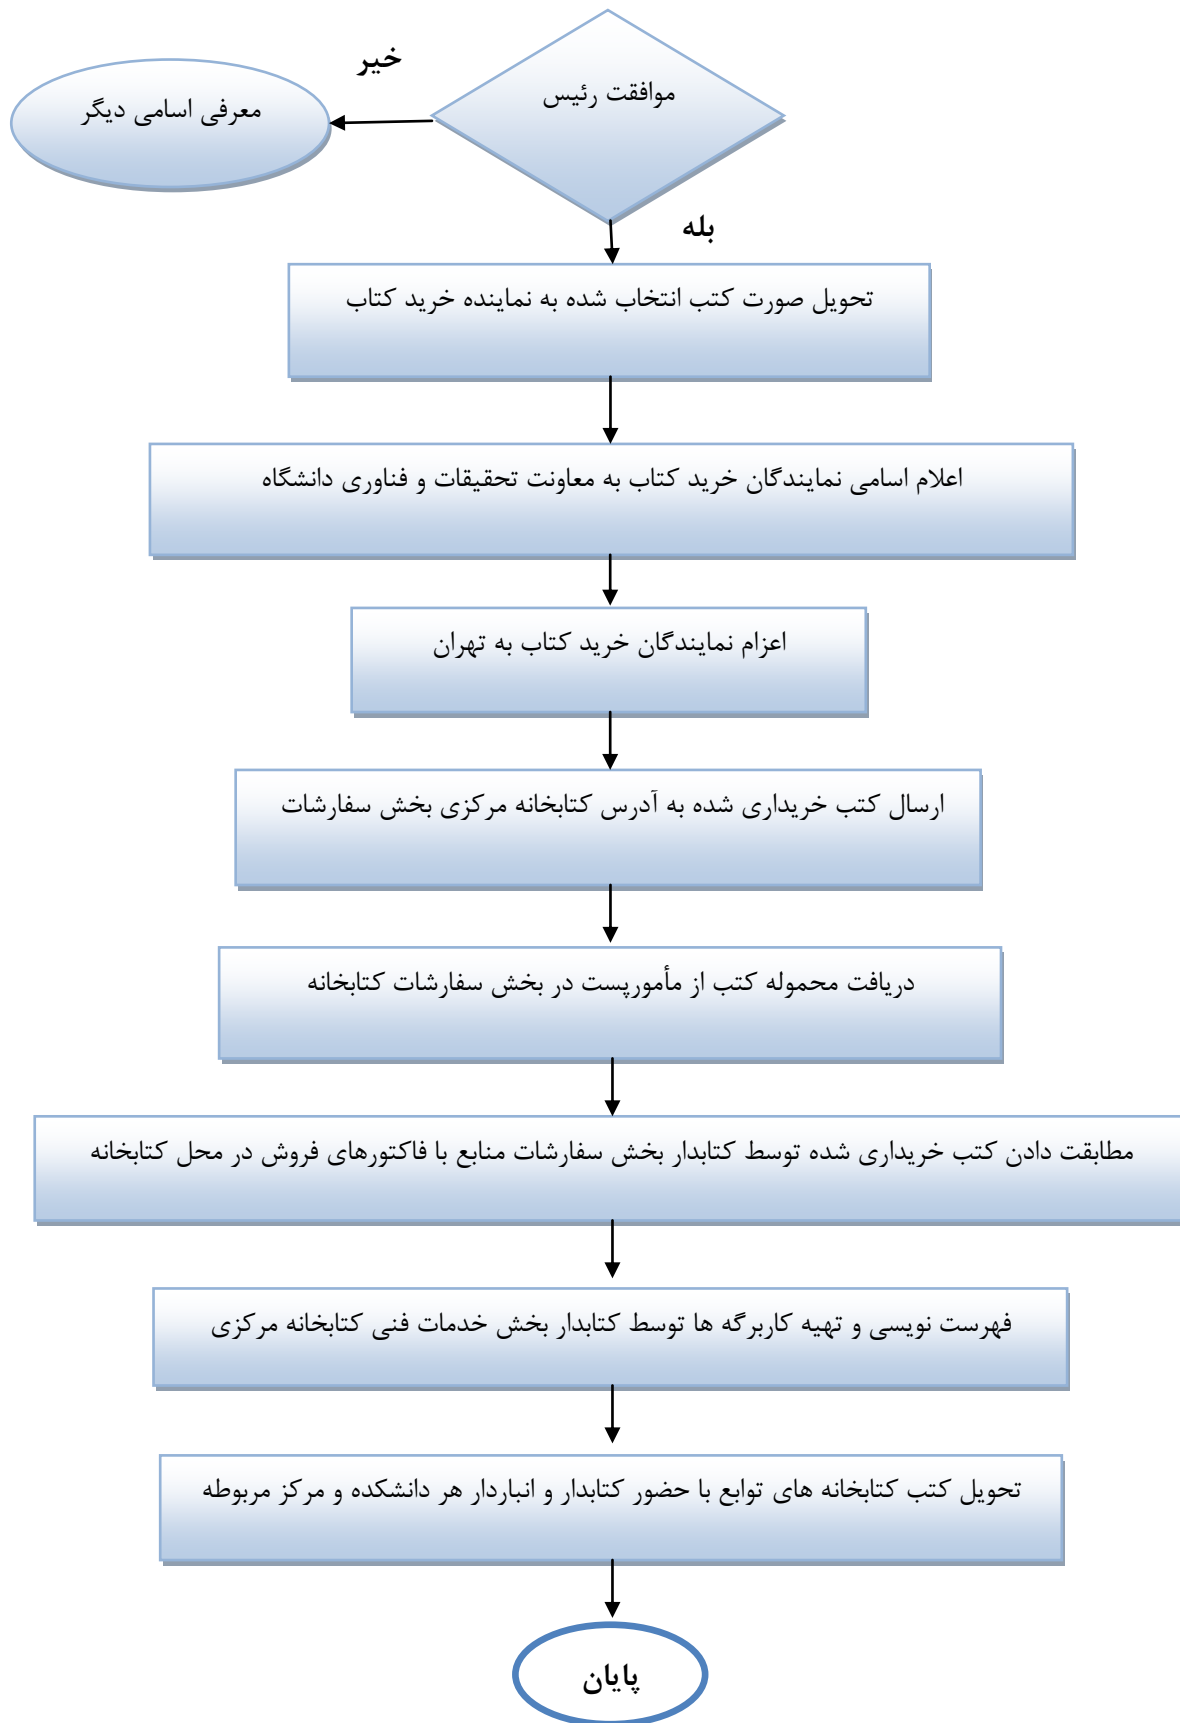 موافقت رئیس
خیر
معرفی اسامی دیگر
بله
تحویل صورت کتب انتخاب شده به نماینده خرید کتاب
اعلام اسامی نمایندگان خرید کتاب به معاونت تحقیقات و فناوری دانشگاه
اعزام نمایندگان خرید کتاب به تهران
ارسال کتب خریداری شده به آدرس کتابخانه مرکزی بخش سفارشات
دریافت محموله کتب از مأمورپست در بخش سفارشات کتابخانه
مطابقت دادن کتب خریداری شده توسط کتابدار بخش سفارشات منابع با فاکتورهای فروش در محل کتابخانه
فهرست نویسی و تهیه کاربرگه ها توسط کتابدار بخش خدمات فنی کتابخانه مرکزی
تحویل کتب کتابخانه های توابع با حضور کتابدار و انباردار هر دانشکده و مرکز مربوطه
پایان